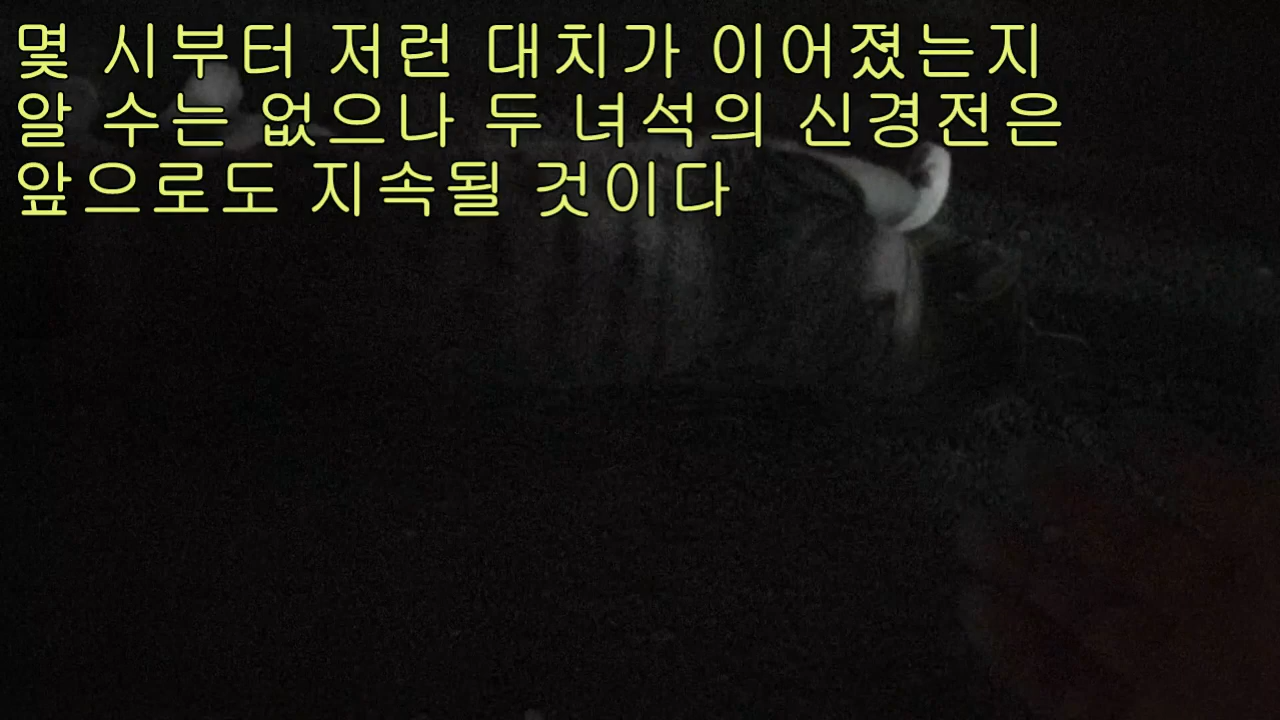 몇 시부터 저런 대치가 이어졌는지
알 수는 없으나 두 녀석의 신경전은
앞으로도 지속될 것이다